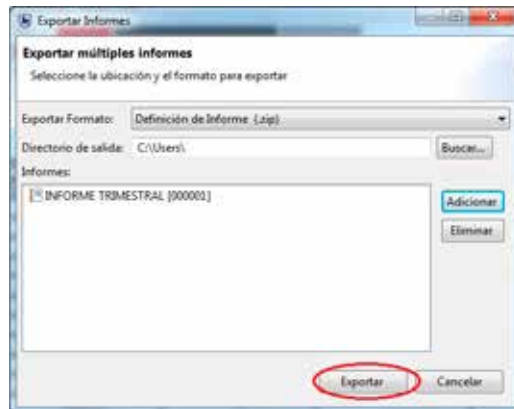 Exportar Informes
Exportar múltiples informes
Seleccione la ubicación y el formato para exportar
Exportar Formato: Definición de Informe (.zip)
Directorio de salida: C:\Users\ Buscar...
Informes:
INFORME TRIMESTRAL [000001]
Adicionar
Eliminar
Exportar Cancelar